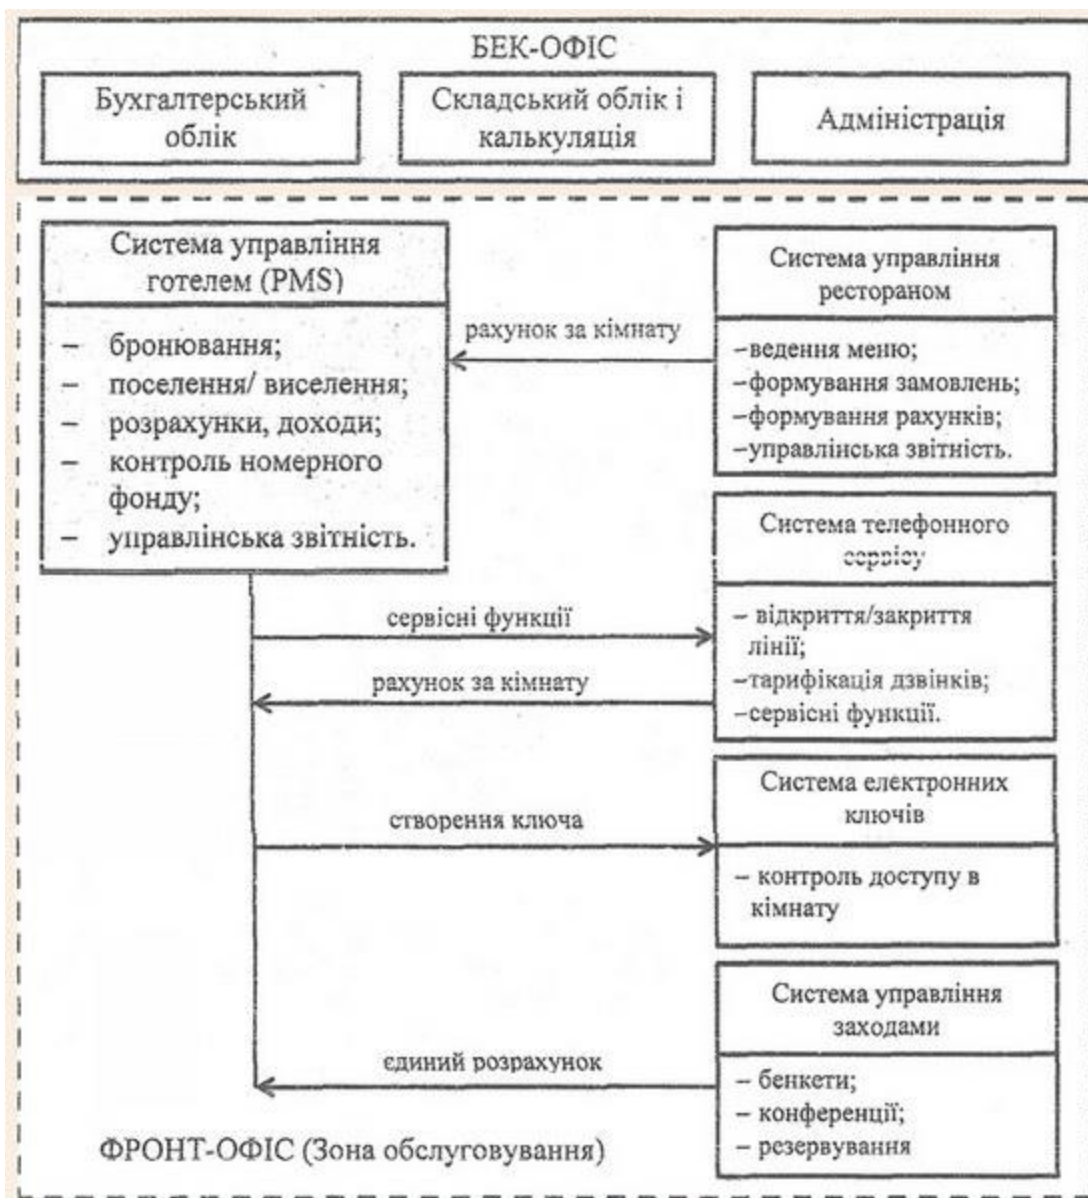 БЕК-ОФІС
Бухгалтерський
облік
Складський облік і
калькуляція
Адміністрація
Система управління
готелем (PMS)
– бронювання;
– поселення/ виселення;
– розрахунки, доходи;
– контроль номерного
фонду;
– управлінська звітність.
рахунок за кімнату
Система управління
рестораном
–ведення меню;
–формування замовлень;
–формування рахунків;
–управлінська звітність.
Система телефонного
сервісу
– відкриття/закриття
лінії;
–тарифікація дзвінків;
–сервісні функції.
сервісні функції
рахунок за кімнату
Система електронних
ключів
– контроль доступу в
кімнату
створення ключа
Система управління
заходами
– бенкети;
– конференції;
– резервування
єдиний розрахунок
ФРОНТ-ОФІС (Зона обслуговування)